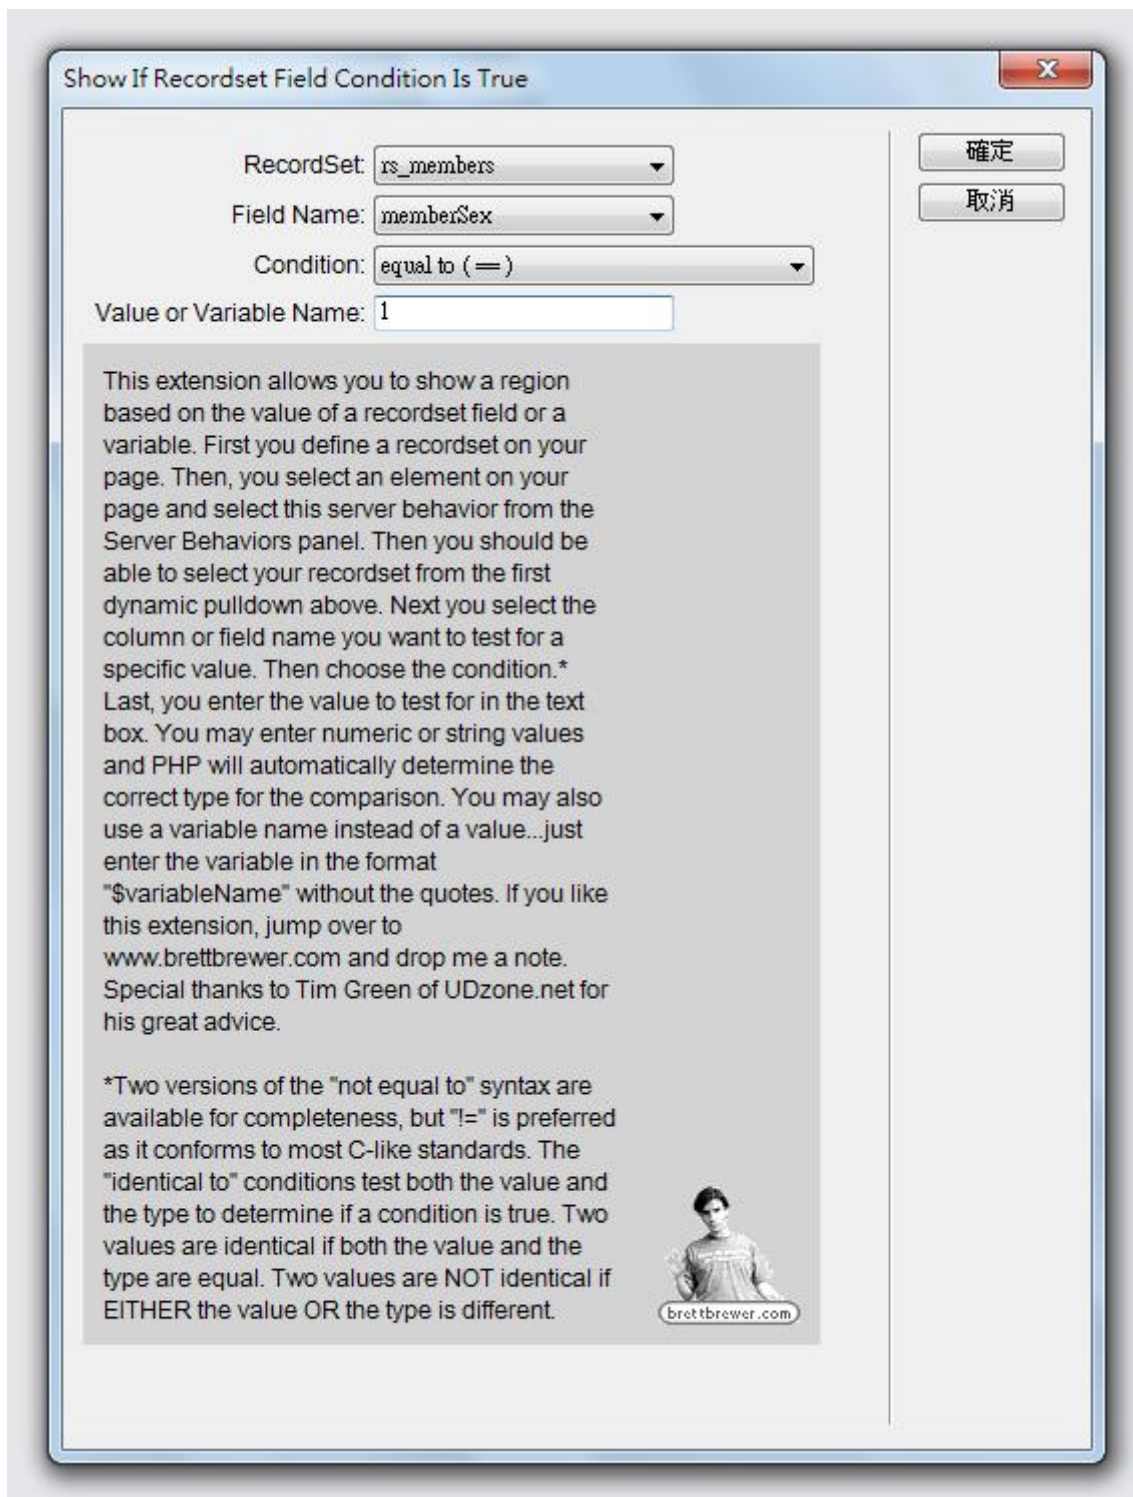 Show If Recordset Field Condition Is True
RecordSet: rs_members
Field Name: memberSex
Condition: equal to (==)
Value or Variable Name: 1
確定
取消
This extension allows you to show a region
based on the value of a recordset field or a
variable. First you define a recordset on your
page. Then, you select an element on your
page and select this server behavior from the
Server Behaviors panel. Then you should be
able to select your recordset from the first
dynamic pulldown above. Next you select the
column or field name you want to test for a
specific value. Then choose the condition.*
Last, you enter the value to test for in the text
box. You may enter numeric or string values
and PHP will automatically determine the
correct type for the comparison. You may also
use a variable name instead of a value...just
enter the variable in the format
"$variableName" without the quotes. If you like
this extension, jump over to
www.brettbrewer.com and drop me a note.
Special thanks to Tim Green of UDzone.net for
his great advice.
*Two versions of the "not equal to" syntax are
available for completeness, but "!=" is preferred
as it conforms to most C-like standards. The
"identical to" conditions test both the value and
the type to determine if a condition is true. Two
values are identical if both the value and the
type are equal. Two values are NOT identical if
EITHER the value OR the type is different.
brettbrewer.com